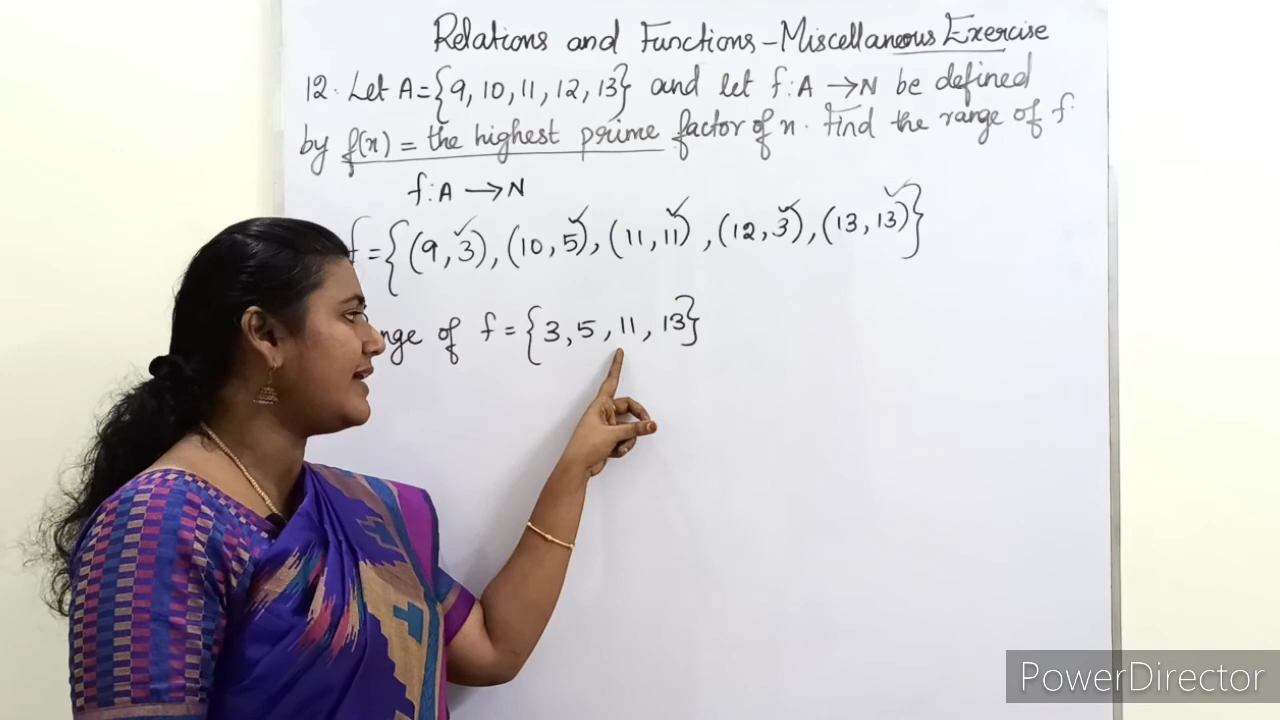 Relations and Functions - Miscellaneous Exercise
12. Let A = {9, 10, 11, 12, 13} and let f : A → N be defined
by f(n) = the highest prime factor of n. Find the range of f.
f : A → N
f = {(9, 3), (10, 5), (11, 11), (12, 3), (13, 13)}
nge of f = {3, 5, 11, 13}
PowerDirector